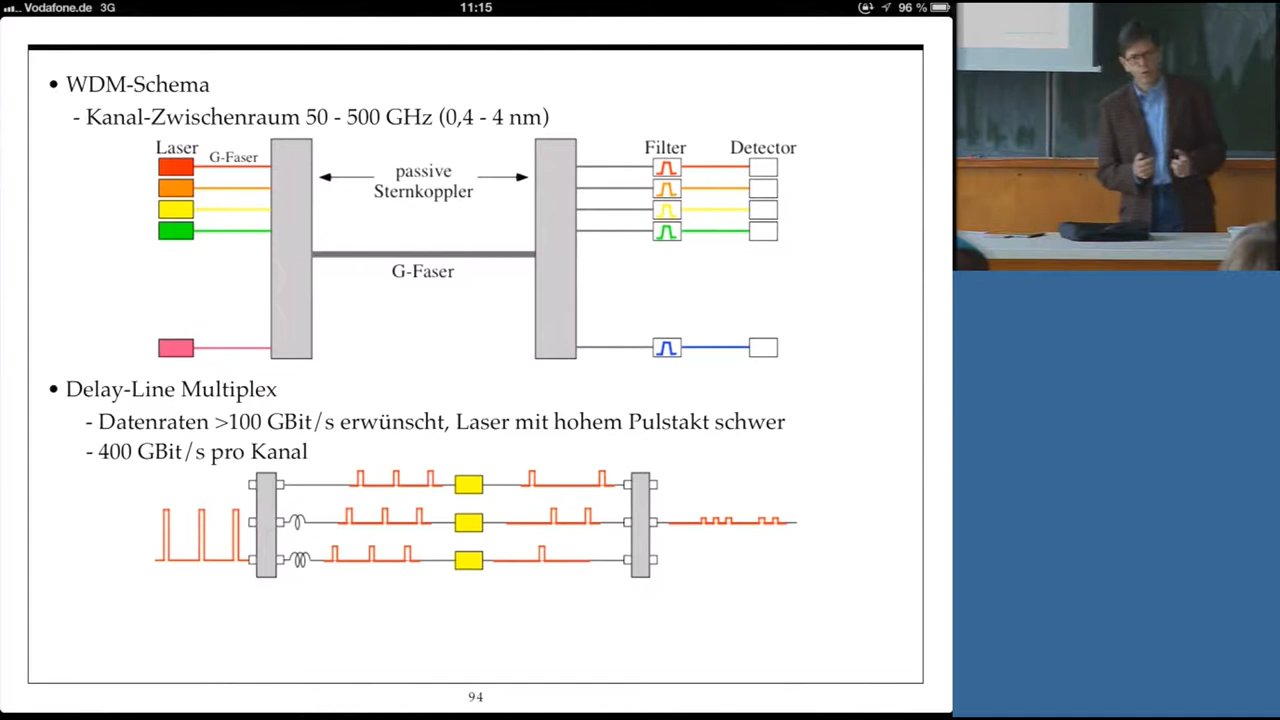 Vodafone.de 3G 11:15 96 %
• WDM-Schema
- Kanal-Zwischenraum 50 - 500 GHz (0,4 - 4 nm)
Laser G-Faser passive Sternkoppler Filter Detector
G-Faser
• Delay-Line Multiplex
- Datenraten >100 GBit/s erwünscht, Laser mit hohem Pulstakt schwer
- 400 GBit/s pro Kanal
94